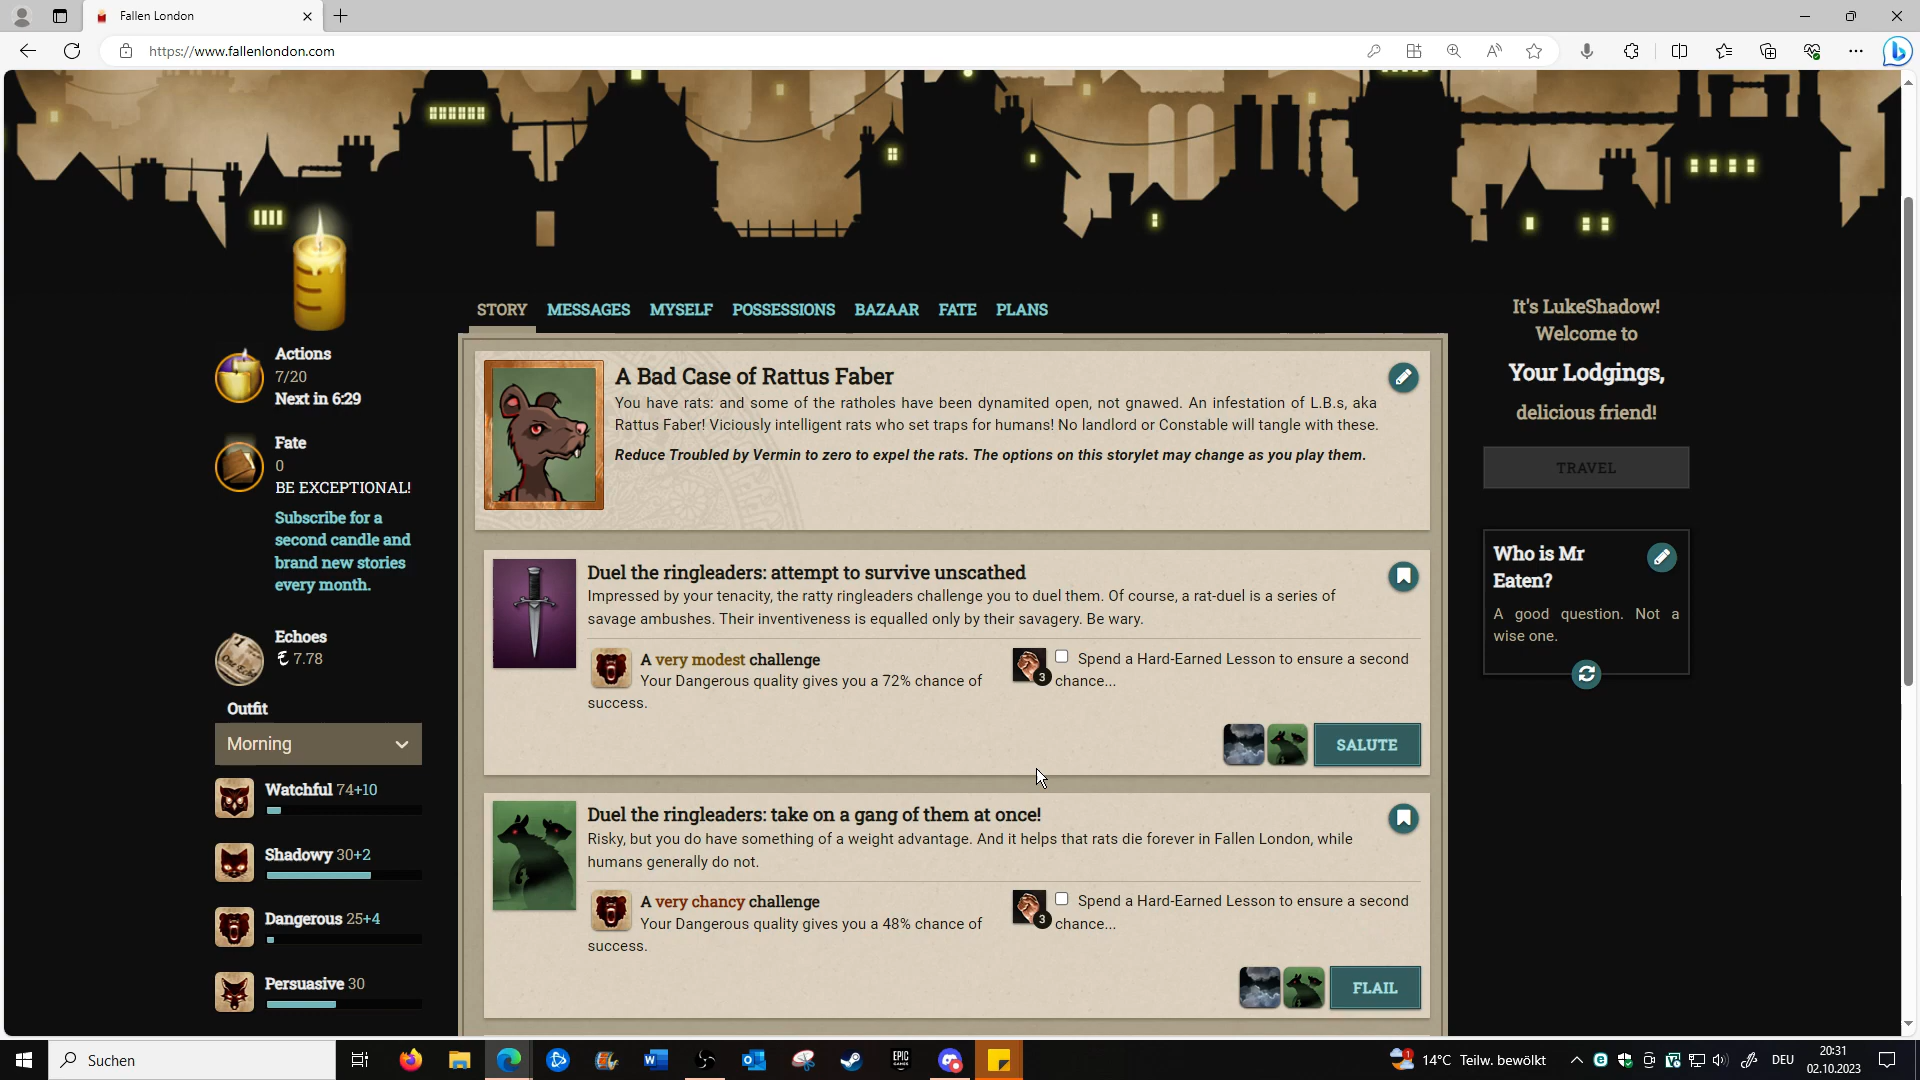 Fallen London
https://www.fallenlondon.com
STORY MESSAGES MYSELF POSSESSIONS BAZAAR FATE PLANS
Actions
7/20
Next in 6:29
Fate
0
BE EXCEPTIONAL!
Subscribe for a
second candle and
brand new stories
every month.
Echoes
7.78
Outfit
Morning
Watchful 74+10
Shadowy 30+2
Dangerous 25+4
Persuasive 30
A Bad Case of Rattus Faber
You have rats: and some of the ratholes have been dynamited open, not gnawed. An infestation of L.B.s, aka
Rattus Faber! Viciously intelligent rats who set traps for humans! No landlord or Constable will tangle with these.
Reduce Troubled by Vermin to zero to expel the rats. The options on this storylet may change as you play them.
Duel the ringleaders: attempt to survive unscathed
Impressed by your tenacity, the ratty ringleaders challenge you to duel them. Of course, a rat-duel is a series of
savage ambushes. Their inventiveness is equalled only by their savagery. Be wary.
A very modest challenge
Your Dangerous quality gives you a 72% chance of
success.
3
Spend a Hard-Earned Lesson to ensure a second
chance...
SALUTE
Duel the ringleaders: take on a gang of them at once!
Risky, but you do have something of a weight advantage. And it helps that rats die forever in Fallen London, while
humans generally do not.
A very chancy challenge
Your Dangerous quality gives you a 48% chance of
success.
3
Spend a Hard-Earned Lesson to ensure a second
chance...
FLAIL
It's LukeShadow!
Welcome to
Your Lodgings,
delicious friend!
TRAVEL
Who is Mr
Eaten?
A good question. Not a
wise one.
Suchen
EPIC
GAMES
14°C Teilw. bewölkt
DEU
20:31
02.10.2023